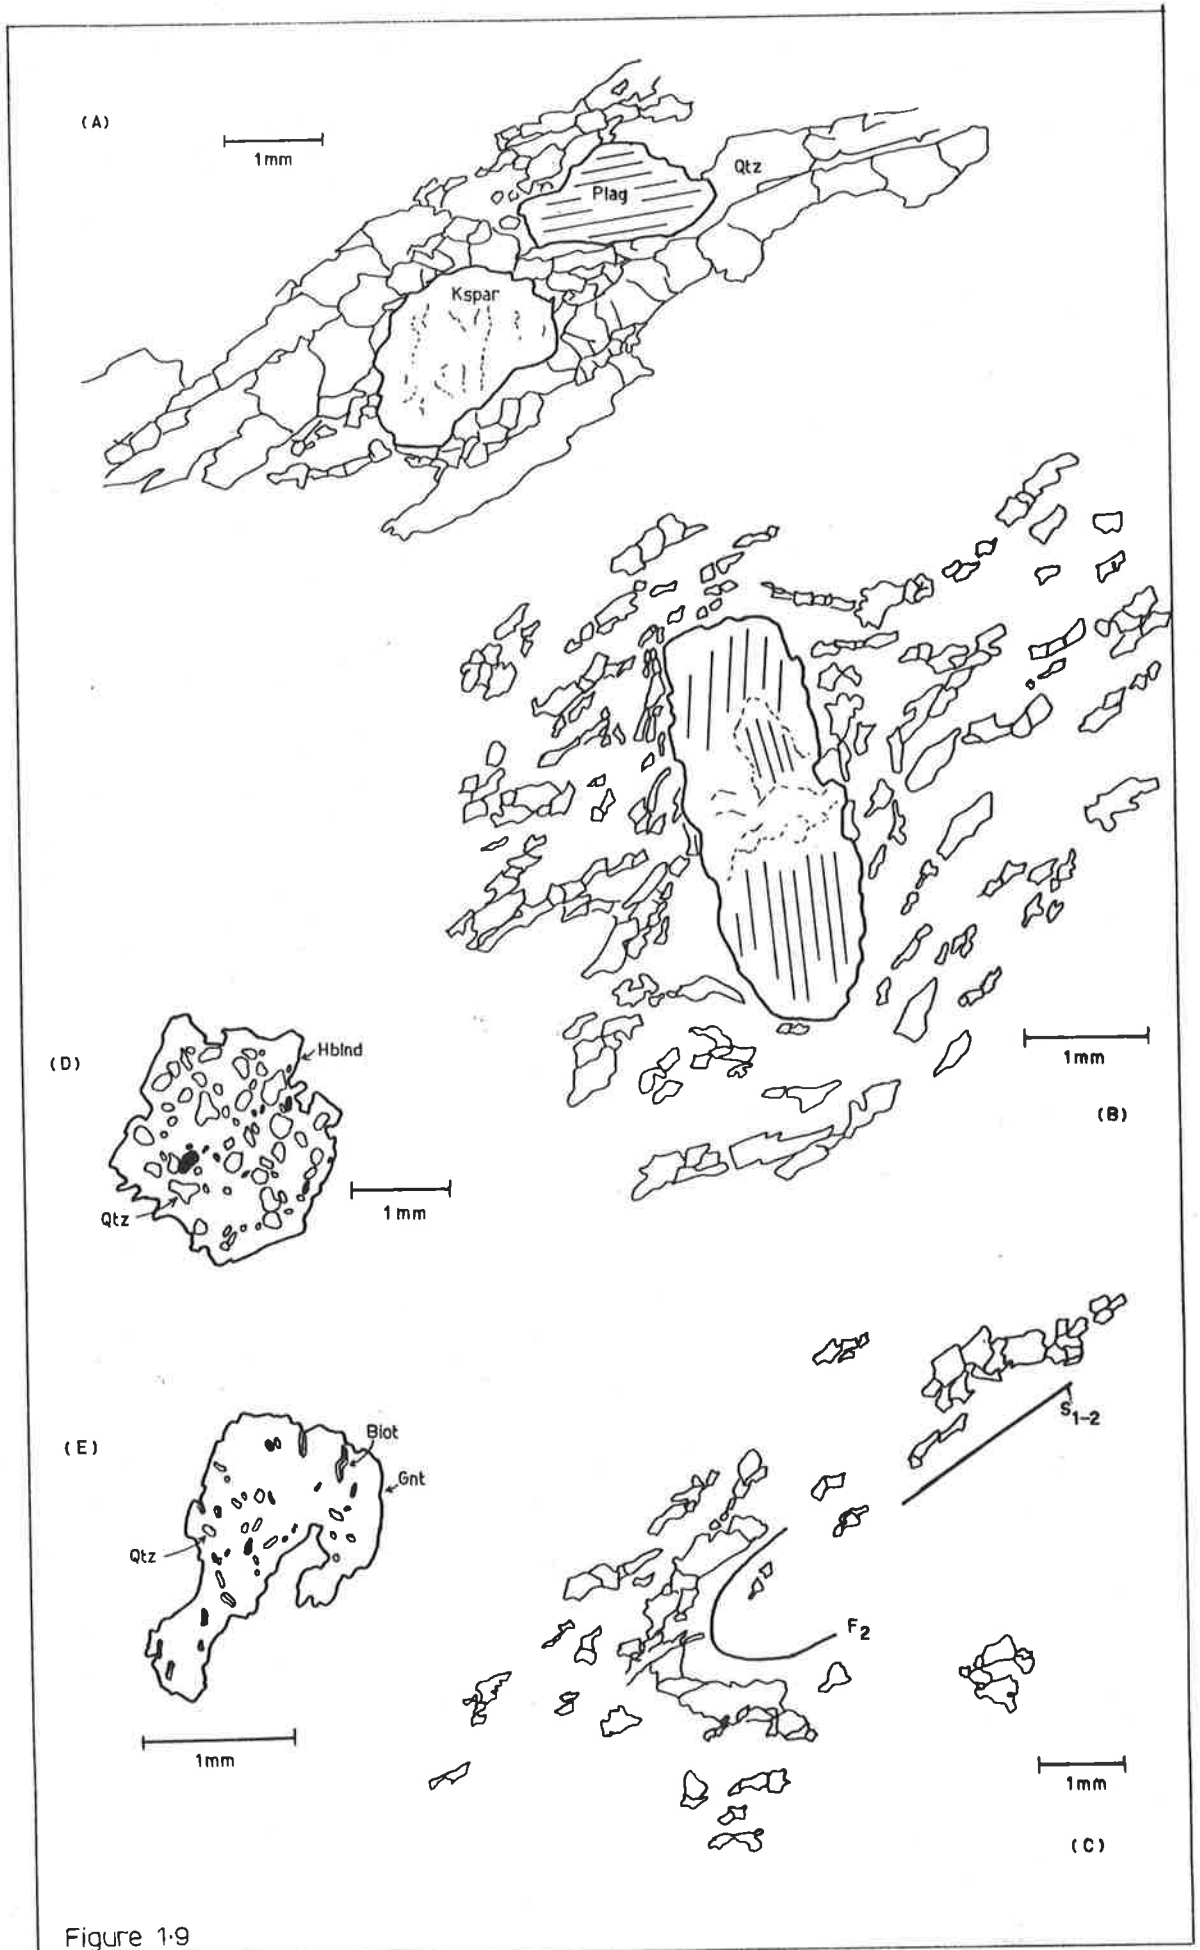 (A)
1mm
Qtz
Plag
Kspar
1mm
(B)
(D)
Hblnd
Qtz
1mm
(E)
Biot
Gnt
Qtz
1mm
S1-2
F2
1mm
(C)
Figure 1·9